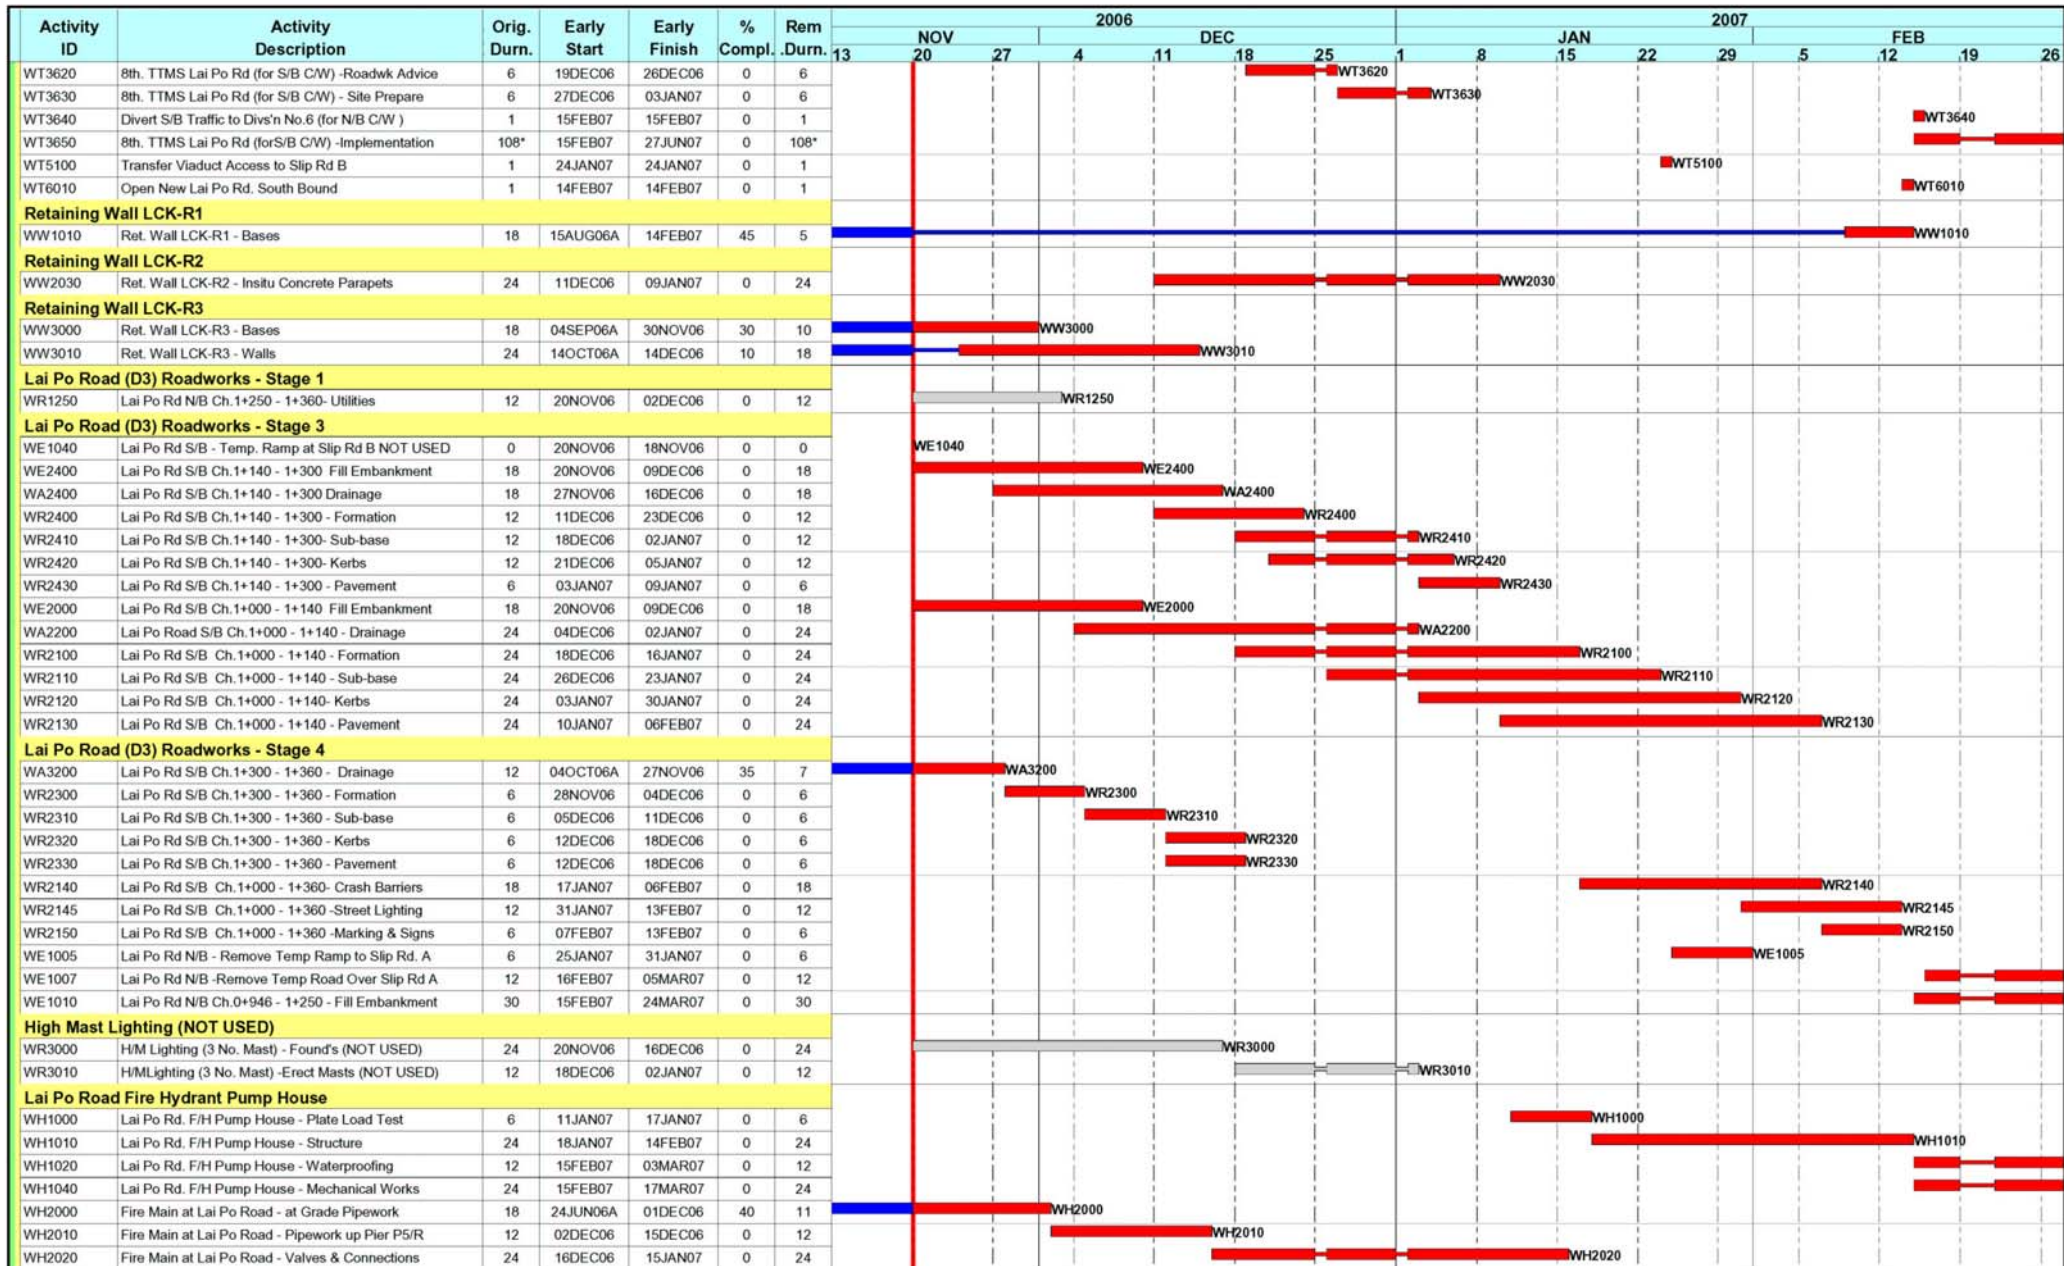 Activity ID Activity Description Orig. Durn. Early Start Early Finish % Compl. Rem .Durn. 2006 2007
NOV DEC JAN FEB
13 20 27 4 11 18 25 1 8 15 22 29 5 12 19 26
WT3620 8th. TTMS Lai Po Rd (for S/B C/W) -Roadwk Advice 6 19DEC06 26DEC06 0 6 WT3620
WT3630 8th. TTMS Lai Po Rd (for S/B C/W) - Site Prepare 6 27DEC06 03JAN07 0 6 WT3630
WT3640 Divert S/B Traffic to Divs'n No.6 (for N/B C/W ) 1 15FEB07 15FEB07 0 1 WT3640
WT3650 8th. TTMS Lai Po Rd (forS/B C/W) -Implementation 108* 15FEB07 27JUN07 0 108*
WT5100 Transfer Viaduct Access to Slip Rd B 1 24JAN07 24JAN07 0 1 WT5100
WT6010 Open New Lai Po Rd. South Bound 1 14FEB07 14FEB07 0 1 WT6010
Retaining Wall LCK-R1
WW1010 Ret. Wall LCK-R1 - Bases 18 15AUG06A 14FEB07 45 5 WW1010
Retaining Wall LCK-R2
WW2030 Ret. Wall LCK-R2 - Insitu Concrete Parapets 24 11DEC06 09JAN07 0 24 WW2030
Retaining Wall LCK-R3
WW3000 Ret. Wall LCK-R3 - Bases 18 04SEP06A 30NOV06 30 10 WW3000
WW3010 Ret. Wall LCK-R3 - Walls 24 14OCT06A 14DEC06 10 18 WW3010
Lai Po Road (D3) Roadworks - Stage 1
WR1250 Lai Po Rd N/B Ch.1+250 - 1+360- Utilities 12 20NOV06 02DEC06 0 12 WR1250
Lai Po Road (D3) Roadworks - Stage 3
WE1040 Lai Po Rd S/B - Temp. Ramp at Slip Rd B NOT USED 0 20NOV06 18NOV06 0 0 WE1040
WE2400 Lai Po Rd S/B Ch.1+140 - 1+300 Fill Embankment 18 20NOV06 09DEC06 0 18 WE2400
WA2400 Lai Po Rd S/B Ch.1+140 - 1+300 Drainage 18 27NOV06 16DEC06 0 18 WA2400
WR2400 Lai Po Rd S/B Ch.1+140 - 1+300 - Formation 12 11DEC06 23DEC06 0 12 WR2400
WR2410 Lai Po Rd S/B Ch.1+140 - 1+300- Sub-base 12 18DEC06 02JAN07 0 12 WR2410
WR2420 Lai Po Rd S/B Ch.1+140 - 1+300- Kerbs 12 21DEC06 05JAN07 0 12 WR2420
WR2430 Lai Po Rd S/B Ch.1+140 - 1+300 - Pavement 6 03JAN07 09JAN07 0 6 WR2430
WE2000 Lai Po Rd S/B Ch.1+000 - 1+140 Fill Embankment 18 20NOV06 09DEC06 0 18 WE2000
WA2200 Lai Po Road S/B Ch.1+000 - 1+140 - Drainage 24 04DEC06 02JAN07 0 24 WA2200
WR2100 Lai Po Rd S/B Ch.1+000 - 1+140 - Formation 24 18DEC06 16JAN07 0 24 WR2100
WR2110 Lai Po Rd S/B Ch.1+000 - 1+140 - Sub-base 24 26DEC06 23JAN07 0 24 WR2110
WR2120 Lai Po Rd S/B Ch.1+000 - 1+140- Kerbs 24 03JAN07 30JAN07 0 24 WR2120
WR2130 Lai Po Rd S/B Ch.1+000 - 1+140 - Pavement 24 10JAN07 06FEB07 0 24 WR2130
Lai Po Road (D3) Roadworks - Stage 4
WA3200 Lai Po Rd S/B Ch.1+300 - 1+360 - Drainage 12 04OCT06A 27NOV06 35 7 WA3200
WR2300 Lai Po Rd S/B Ch.1+300 - 1+360 - Formation 6 28NOV06 04DEC06 0 6 WR2300
WR2310 Lai Po Rd S/B Ch.1+300 - 1+360 - Sub-base 6 05DEC06 11DEC06 0 6 WR2310
WR2320 Lai Po Rd S/B Ch.1+300 - 1+360 - Kerbs 6 12DEC06 18DEC06 0 6 WR2320
WR2330 Lai Po Rd S/B Ch.1+300 - 1+360 - Pavement 6 12DEC06 18DEC06 0 6 WR2330
WR2140 Lai Po Rd S/B Ch.1+000 - 1+360- Crash Barriers 18 17JAN07 06FEB07 0 18 WR2140
WR2145 Lai Po Rd S/B Ch.1+000 - 1+360 -Street Lighting 12 31JAN07 13FEB07 0 12 WR2145
WR2150 Lai Po Rd S/B Ch.1+000 - 1+360 -Marking & Signs 6 07FEB07 13FEB07 0 6 WR2150
WE1005 Lai Po Rd N/B - Remove Temp Ramp to Slip Rd. A 6 25JAN07 31JAN07 0 6 WE1005
WE1007 Lai Po Rd N/B -Remove Temp Road Over Slip Rd A 12 16FEB07 05MAR07 0 12
WE1010 Lai Po Rd N/B Ch.0+946 - 1+250 - Fill Embankment 30 15FEB07 24MAR07 0 30
High Mast Lighting (NOT USED)
WR3000 H/M Lighting (3 No. Mast) - Found's (NOT USED) 24 20NOV06 16DEC06 0 24 WR3000
WR3010 H/MLighting (3 No. Mast) -Erect Masts (NOT USED) 12 18DEC06 02JAN07 0 12 WR3010
Lai Po Road Fire Hydrant Pump House
WH1000 Lai Po Rd. F/H Pump House - Plate Load Test 6 11JAN07 17JAN07 0 6 WH1000
WH1010 Lai Po Rd. F/H Pump House - Structure 24 18JAN07 14FEB07 0 24 WH1010
WH1020 Lai Po Rd. F/H Pump House - Waterproofing 12 15FEB07 03MAR07 0 12
WH1040 Lai Po Rd. F/H Pump House - Mechanical Works 24 15FEB07 17MAR07 0 24
WH2000 Fire Main at Lai Po Road - at Grade Pipework 18 24JUN06A 01DEC06 40 11 WH2000
WH2010 Fire Main at Lai Po Road - Pipework up Pier P5/R 12 02DEC06 15DEC06 0 12 WH2010
WH2020 Fire Main at Lai Po Road - Valves & Connections 24 16DEC06 15JAN07 0 24 WH2020